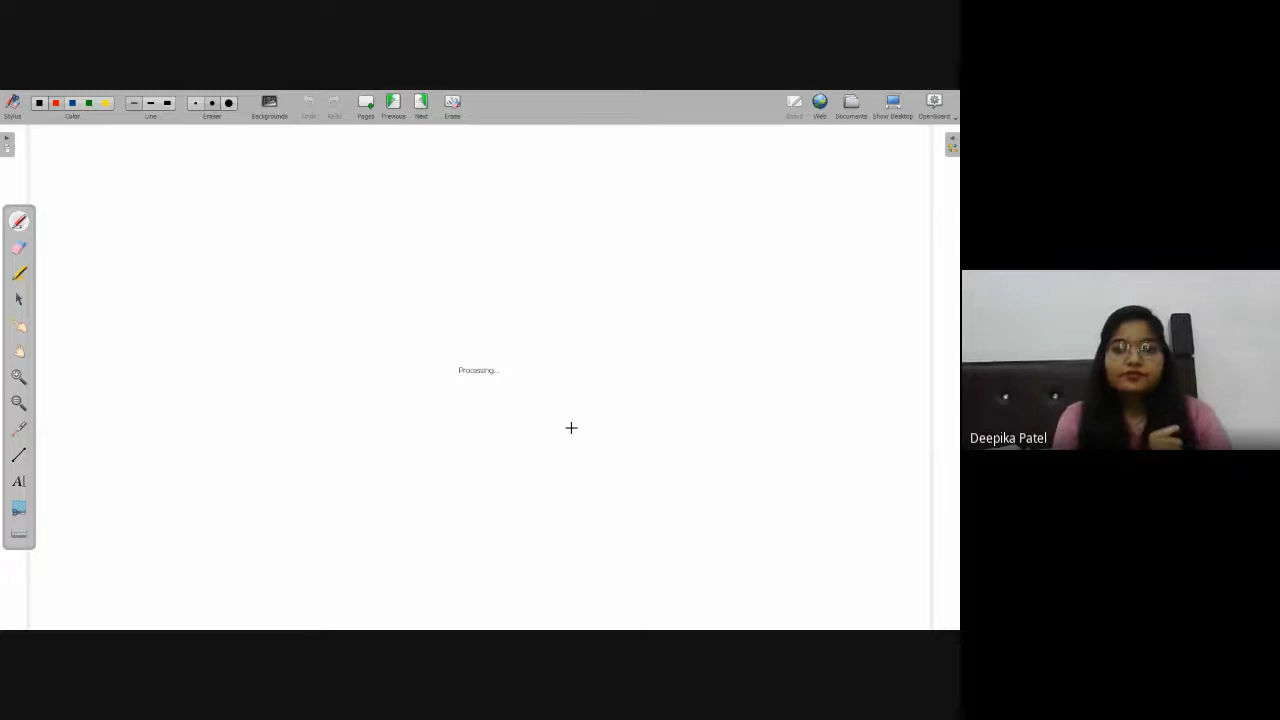 Stylus
Color
Line
Eraser
Backgrounds
Undo
Redo
Pages
Previous
Next
Erase
Board
Web
Documents
Show Desktop
OpenBoard
Processing...
Deepika Patel